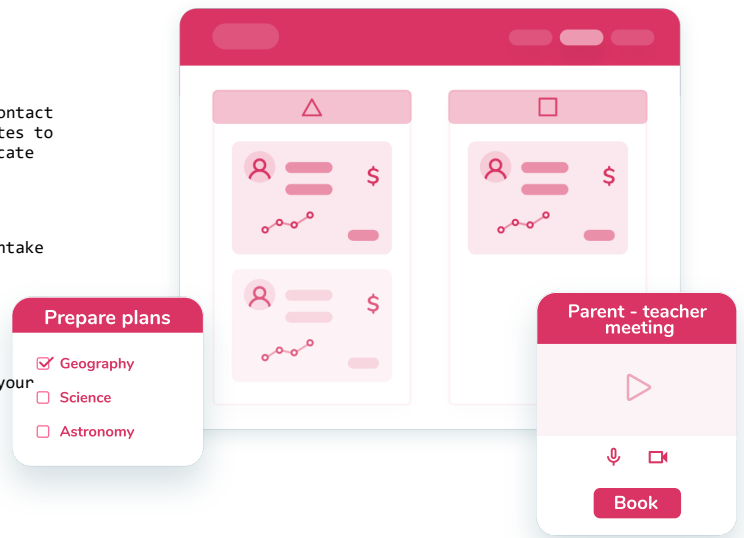 ontact
tes to
cate
ntake
your
Prepare plans
Geography
Science
Astronomy
Parent - teacher
meeting
Book